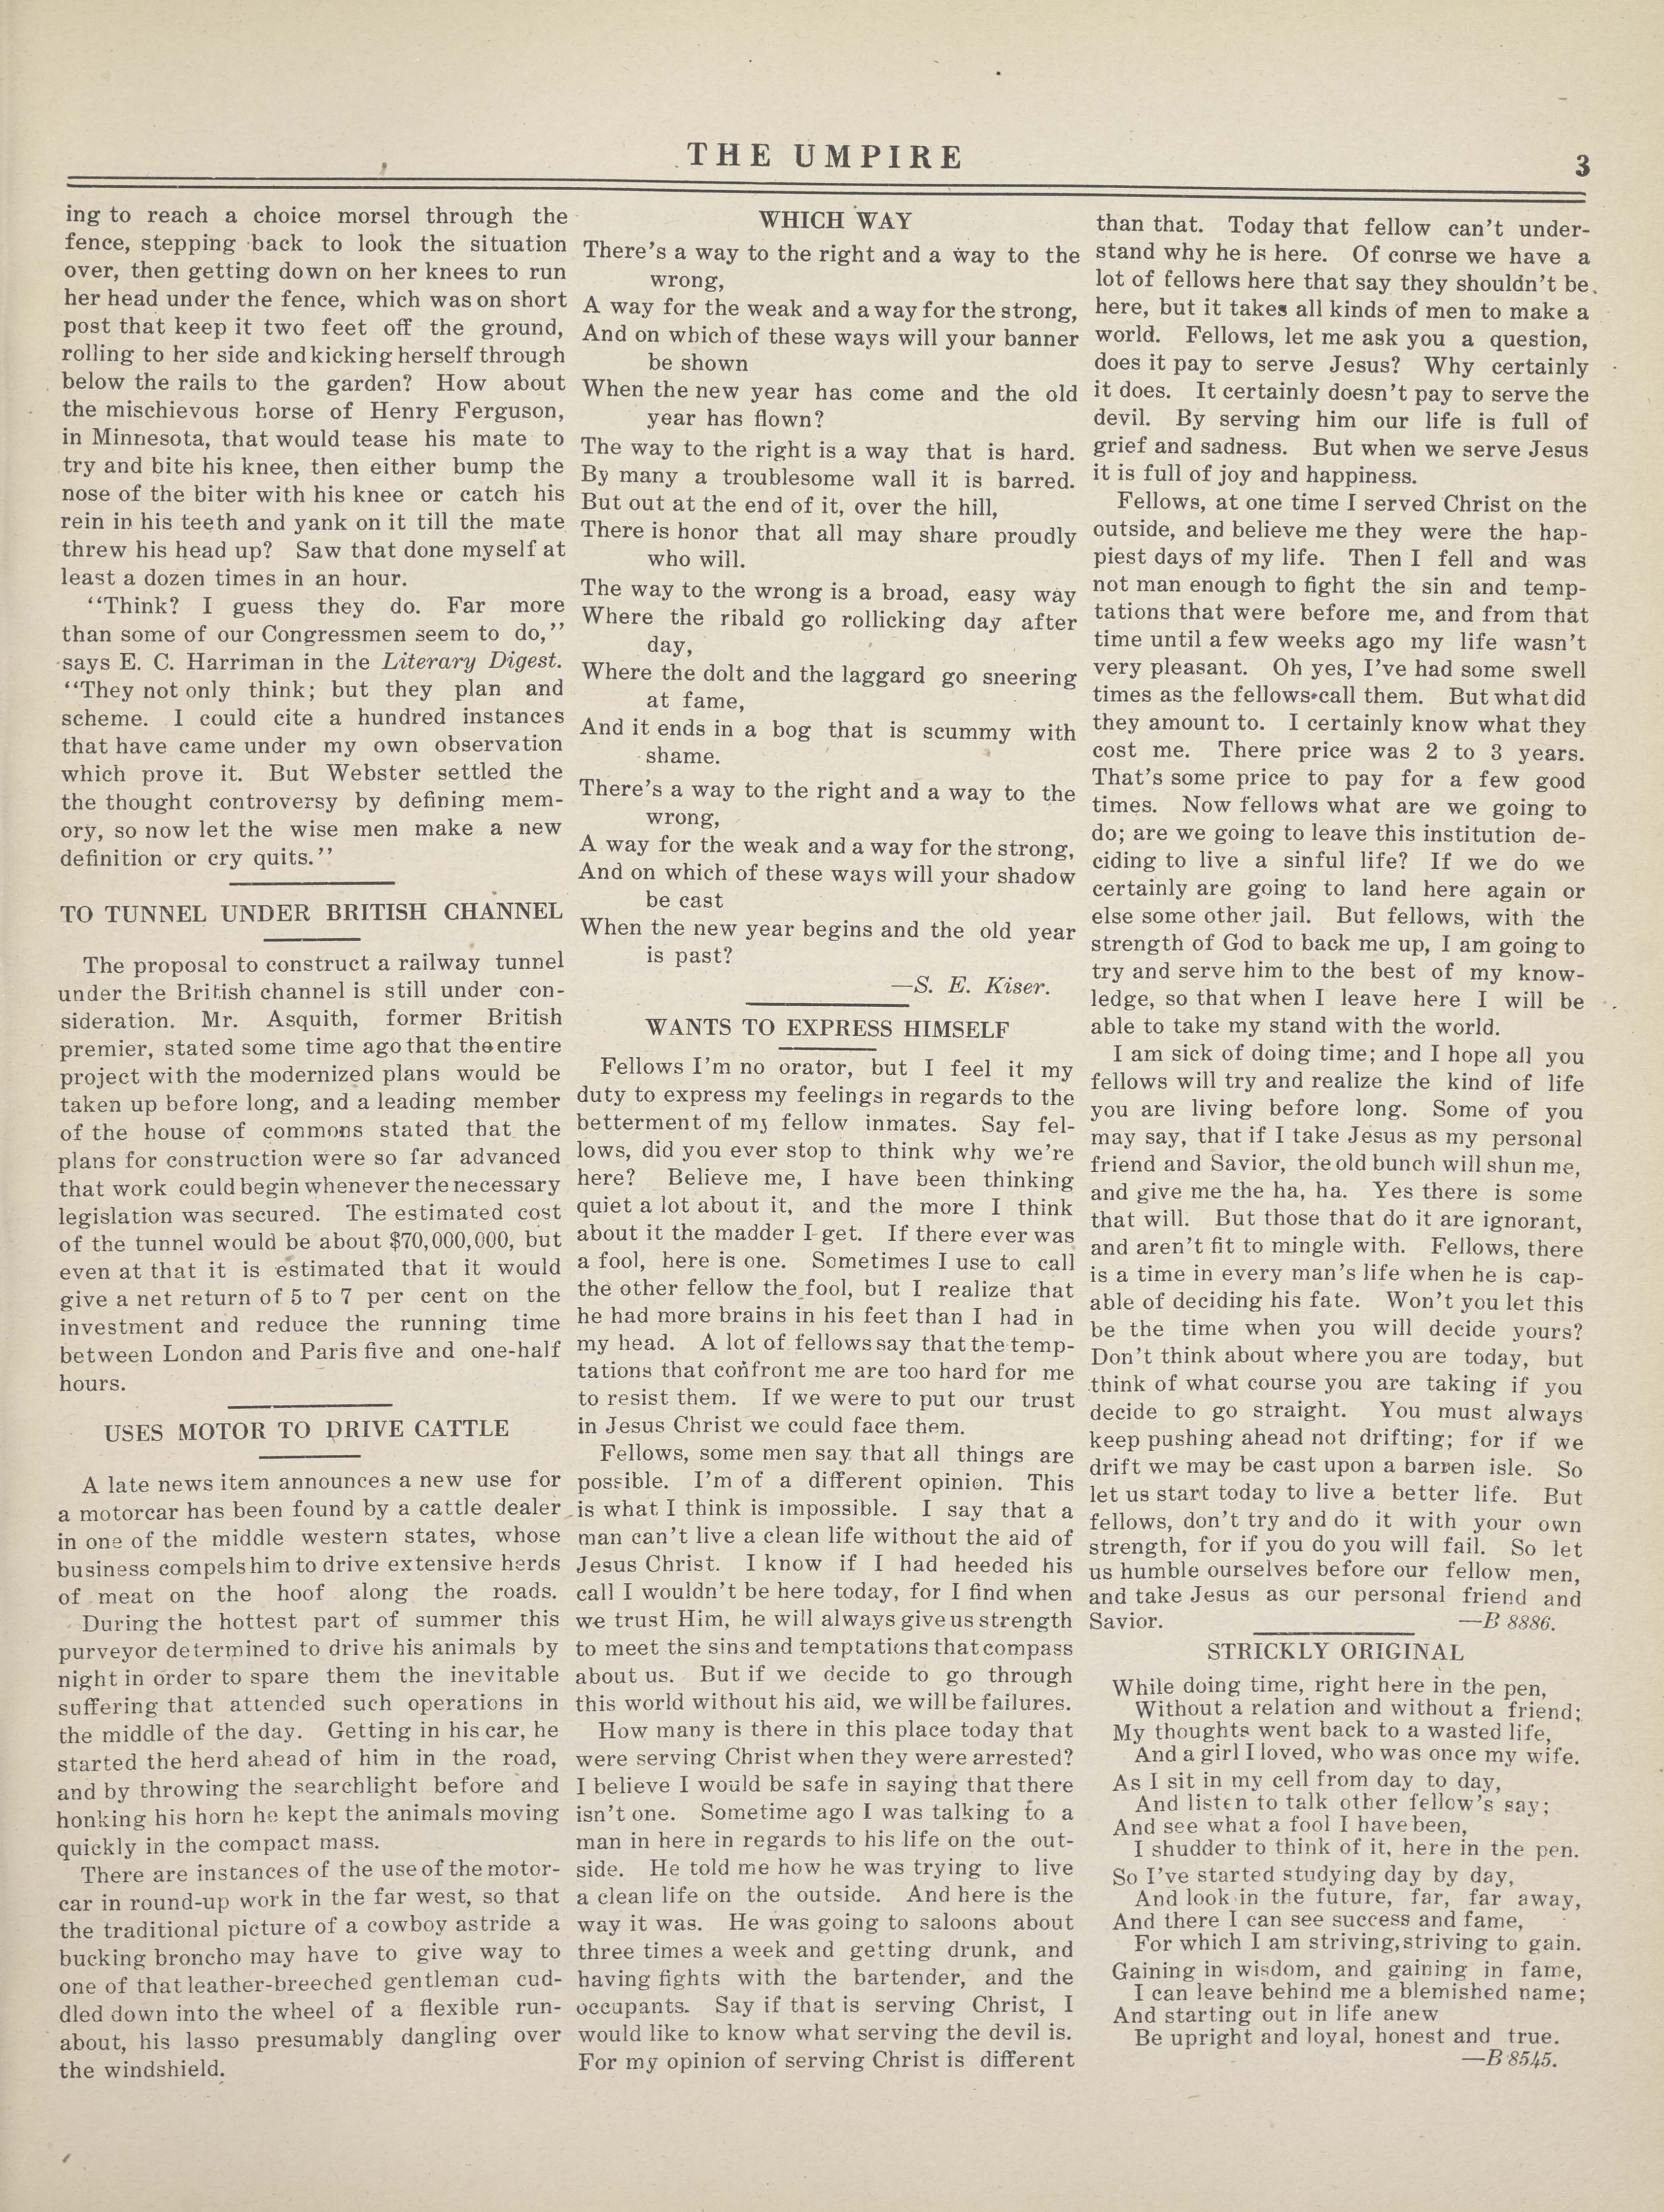 THE UMPIRE
3
ing to reach a choice morsel through the
fence, stepping back to look the situation
over, then getting down on her knees to run
her head under the fence, which was on short
post that keep it two feet off the ground,
rolling to her side and kicking herself through
below the rails to the garden? How about
the mischievous horse of Henry Ferguson,
in Minnesota, that would tease his mate to
try and bite his knee, then either bump the
nose of the biter with his knee or catch his
rein in his teeth and yank on it till the mate
threw his head up? Saw that done myself at
least a dozen times in an hour.
"Think? I guess they do. Far more
than some of our Congressmen seem to do,"
says E. C. Harriman in the Literary Digest.
"They not only think; but they plan and
scheme. I could cite a hundred instances
that have came under my own observation
which prove it. But Webster settled the
the thought controversy by defining mem-
ory, so now let the wise men make a new
definition or cry quits."
TO TUNNEL UNDER BRITISH CHANNEL
The proposal to construct a railway tunnel
under the British channel is still under con-
sideration. Mr. Asquith, former British
premier, stated some time ago that the entire
project with the modernized plans would be
taken up before long, and a leading member
of the house of commons stated that the
plans for construction were so far advanced
that work could begin whenever the necessary
legislation was secured. The estimated cost
of the tunnel would be about $70,000,000, but
even at that it is estimated that it would
give a net return of 5 to 7 per cent on the
investment and reduce the running time
between London and Paris five and one-half
hours.
USES MOTOR TO DRIVE CATTLE
A late news item announces a new use for
a motorcar has been found by a cattle dealer
in one of the middle western states, whose
business compels him to drive extensive herds
of meat on the hoof along the roads.
During the hottest part of summer this
purveyor determined to drive his animals by
night in order to spare them the inevitable
suffering that attended such operations in
the middle of the day. Getting in his car, he
started the herd ahead of him in the road,
and by throwing the searchlight before and
honking his horn he kept the animals moving
quickly in the compact mass.
There are instances of the use of the motor-
car in round-up work in the far west, so that
the traditional picture of a cowboy astride a
bucking broncho may have to give way to
one of that leather-breeched gentleman cud-
dled down into the wheel of a flexible run-
about, his lasso presumably dangling over
the windshield.
WHICH WAY
There's a way to the right and a way to the
wrong,
A way for the weak and a way for the strong,
And on which of these ways will your banner
be shown
When the new year has come and the old
year has flown?
The way to the right is a way that is hard.
By many a troublesome wall it is barred.
But out at the end of it, over the hill,
There is honor that all may share proudly
who will.
The way to the wrong is a broad, easy way
Where the ribald go rollicking day after
day,
Where the dolt and the laggard go sneering
at fame,
And it ends in a bog that is scummy with
shame.
There's a way to the right and a way to the
wrong,
A way for the weak and a way for the strong,
And on which of these ways will your shadow
be cast
When the new year begins and the old year
is past?
—S. E. Kiser.
WANTS TO EXPRESS HIMSELF
Fellows I'm no orator, but I feel it my
duty to express my feelings in regards to the
betterment of my fellow inmates. Say fel-
lows, did you ever stop to think why we're
here? Believe me, I have been thinking
quiet a lot about it, and the more I think
about it the madder I get. If there ever was
a fool, here is one. Sometimes I use to call
the other fellow the fool, but I realize that
he had more brains in his feet than I had in
my head. A lot of fellows say that the temp-
tations that confront me are too hard for me
to resist them. If we were to put our trust
in Jesus Christ we could face them.
Fellows, some men say that all things are
possible. I'm of a different opinion. This
is what I think is impossible. I say that a
man can't live a clean life without the aid of
Jesus Christ. I know if I had heeded his
call I wouldn't be here today, for I find when
we trust Him, he will always give us strength
to meet the sins and temptations that compass
about us. But if we decide to go through
this world without his aid, we will be failures.
How many is there in this place today that
were serving Christ when they were arrested?
I believe I would be safe in saying that there
isn't one. Sometime ago I was talking to a
man in here in regards to his life on the out-
side. He told me how he was trying to live
a clean life on the outside. And here is the
way it was. He was going to saloons about
three times a week and getting drunk, and
having fights with the bartender, and the
occupants. Say if that is serving Christ, I
would like to know what serving the devil is.
For my opinion of serving Christ is different
than that. Today that fellow can't under-
stand why he is here. Of conrse we have a
lot of fellows here that say they shouldn't be
here, but it takes all kinds of men to make a
world. Fellows, let me ask you a question,
does it pay to serve Jesus? Why certainly
it does. It certainly doesn't pay to serve the
devil. By serving him our life is full of
grief and sadness. But when we serve Jesus
it is full of joy and happiness.
Fellows, at one time I served Christ on the
outside, and believe me they were the hap-
piest days of my life. Then I fell and was
not man enough to fight the sin and temp-
tations that were before me, and from that
time until a few weeks ago my life wasn't
very pleasant. Oh yes, I've had some swell
times as the fellows call them. But what did
they amount to. I certainly know what they
cost me. There price was 2 to 3 years.
That's some price to pay for a few good
times. Now fellows what are we going to
do; are we going to leave this institution de-
ciding to live a sinful life? If we do we
certainly are going to land here again or
else some other jail. But fellows, with the
strength of God to back me up, I am going to
try and serve him to the best of my know-
ledge, so that when I leave here I will be
able to take my stand with the world.
I am sick of doing time; and I hope all you
fellows will try and realize the kind of life
you are living before long. Some of you
may say, that if I take Jesus as my personal
friend and Savior, the old bunch will shun me,
and give me the ha, ha. Yes there is some
that will. But those that do it are ignorant,
and aren't fit to mingle with. Fellows, there
is a time in every man's life when he is cap-
able of deciding his fate. Won't you let this
be the time when you will decide yours?
Don't think about where you are today, but
think of what course you are taking if you
decide to go straight. You must always
keep pushing ahead not drifting; for if we
drift we may be cast upon a barren isle. So
let us start today to live a better life. But
fellows, don't try and do it with your own
strength, for if you do you will fail. So let
us humble ourselves before our fellow men,
and take Jesus as our personal friend and
Savior. —B 8886.
STRICKLY ORIGINAL
While doing time, right here in the pen,
Without a relation and without a friend;
My thoughts went back to a wasted life,
And a girl I loved, who was once my wife.
As I sit in my cell from day to day,
And listen to talk other fellow's say;
And see what a fool I have been,
I shudder to think of it, here in the pen.
So I've started studying day by day,
And look in the future, far, far away,
And there I can see success and fame,
For which I am striving, striving to gain.
Gaining in wisdom, and gaining in fame,
I can leave behind me a blemished name;
And starting out in life anew
Be upright and loyal, honest and true.
—B 8545.